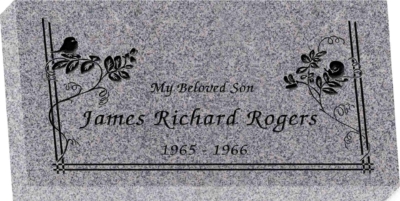 My Beloved Son
James Richard Rogers
1965 - 1966